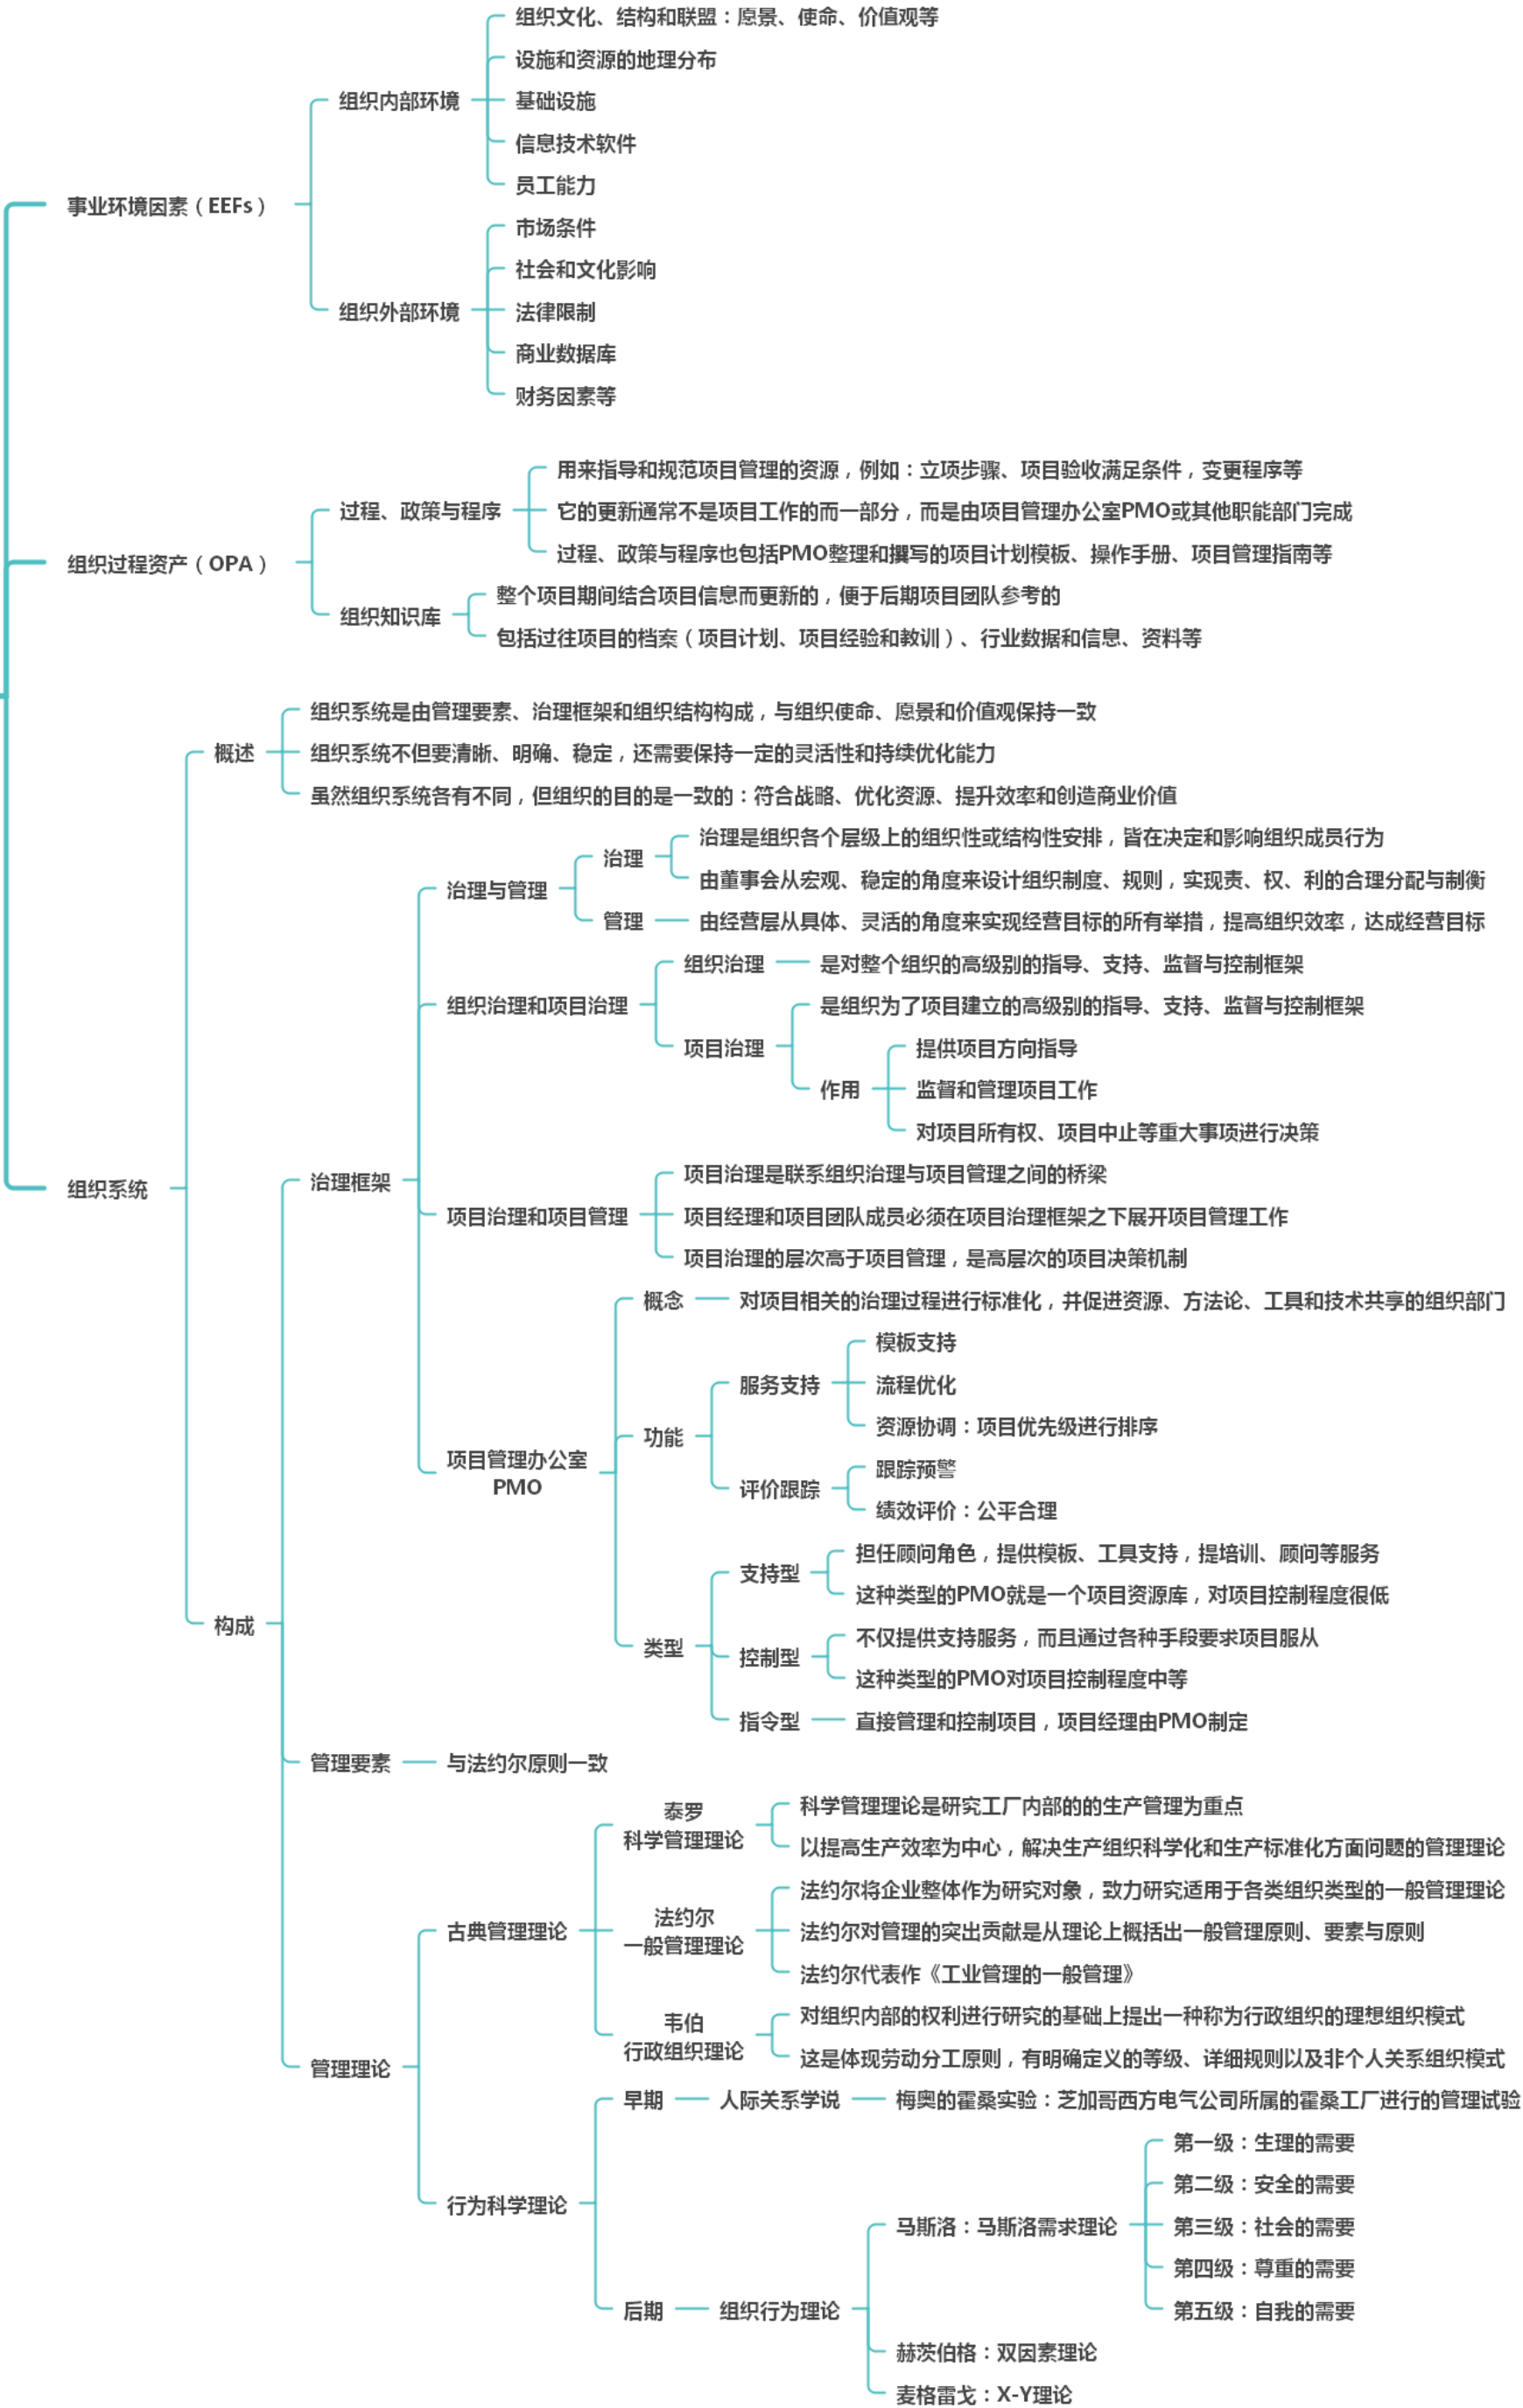 组织文化、结构和联盟：愿景、使命、价值观等
设施和资源的地理分布
组织内部环境
基础设施
信息技术软件
员工能力
事业环境因素（EEFs）
市场条件
社会和文化影响
组织外部环境
法律限制
商业数据库
财务因素等
用来指导和规范项目管理的资源，例如：立项步骤、项目验收满足条件，变更程序等
过程、政策与程序
它的更新通常不是项目工作的而一部分，而是由项目管理办公室PMO或其他职能部门完成
过程、政策与程序也包括PMO整理和撰写的项目计划模板、操作手册、项目管理指南等
组织过程资产（OPA）
整个项目期间结合项目信息而更新的，便于后期项目团队参考的
组织知识库
包括过往项目的档案（项目计划、项目经验和教训）、行业数据和信息、资料等
组织系统是由管理要素、治理框架和组织结构构成，与组织使命、愿景和价值观保持一致
概述
组织系统不但要清晰、明确、稳定，还需要保持一定的灵活性和持续优化能力
虽然组织系统各有不同，但组织的目的是一致的：符合战略、优化资源、提升效率和创造商业价值
治理是组织各个层级上的组织性或结构性安排，皆在决定和影响组织成员行为
治理
由董事会从宏观、稳定的角度来设计组织制度、规则，实现责、权、利的合理分配与制衡
治理与管理
管理
由经营层从具体、灵活的角度来实现经营目标的所有举措，提高组织效率，达成经营目标
组织治理
是对整个组织的高级别的指导、支持、监督与控制框架
组织治理和项目治理
是组织为了项目建立的高级别的指导、支持、监督与控制框架
项目治理
提供项目方向指导
作用
监督和管理项目工作
对项目所有权、项目中止等重大事项进行决策
组织系统
治理框架
项目治理是联系组织治理与项目管理之间的桥梁
项目治理和项目管理
项目经理和项目团队成员必须在项目治理框架之下展开项目管理工作
项目治理的层次高于项目管理，是高层次的项目决策机制
概念
对项目相关的治理过程进行标准化，并促进资源、方法论、工具和技术共享的组织部门
模板支持
服务支持
流程优化
资源协调：项目优先级进行排序
功能
项目管理办公室
PMO
跟踪预警
评价跟踪
绩效评价：公平合理
担任顾问角色，提供模板、工具支持，提培训、顾问等服务
支持型
这种类型的PMO就是一个项目资源库，对项目控制程度很低
构成
类型
不仅提供支持服务，而且通过各种手段要求项目服从
控制型
这种类型的PMO对项目控制程度中等
指令型
直接管理和控制项目，项目经理由PMO制定
管理要素
与法约尔原则一致
泰罗
科学管理理论
科学管理理论是研究工厂内部的的生产管理为重点
以提高生产效率为中心，解决生产组织科学化和生产标准化方面问题的管理理论
法约尔将企业整体作为研究对象，致力研究适用于各类组织类型的一般管理理论
古典管理理论
法约尔
一般管理理论
法约尔对管理的突出贡献是从理论上概括出一般管理原则、要素与原则
法约尔代表作《工业管理的一般管理》
韦伯
行政组织理论
对组织内部的权利进行研究的基础上提出一种称为行政组织的理想组织模式
这是体现劳动分工原则，有明确定义的等级、详细规则以及非个人关系组织模式
管理理论
早期
人际关系学说
梅奥的霍桑实验：芝加哥西方电气公司所属的霍桑工厂进行的管理试验
行为科学理论
第一级：生理的需要
第二级：安全的需要
马斯洛：马斯洛需求理论
第三级：社会的需要
第四级：尊重的需要
第五级：自我的需要
后期
组织行为理论
赫茨伯格：双因素理论
麦格雷戈：X-Y理论